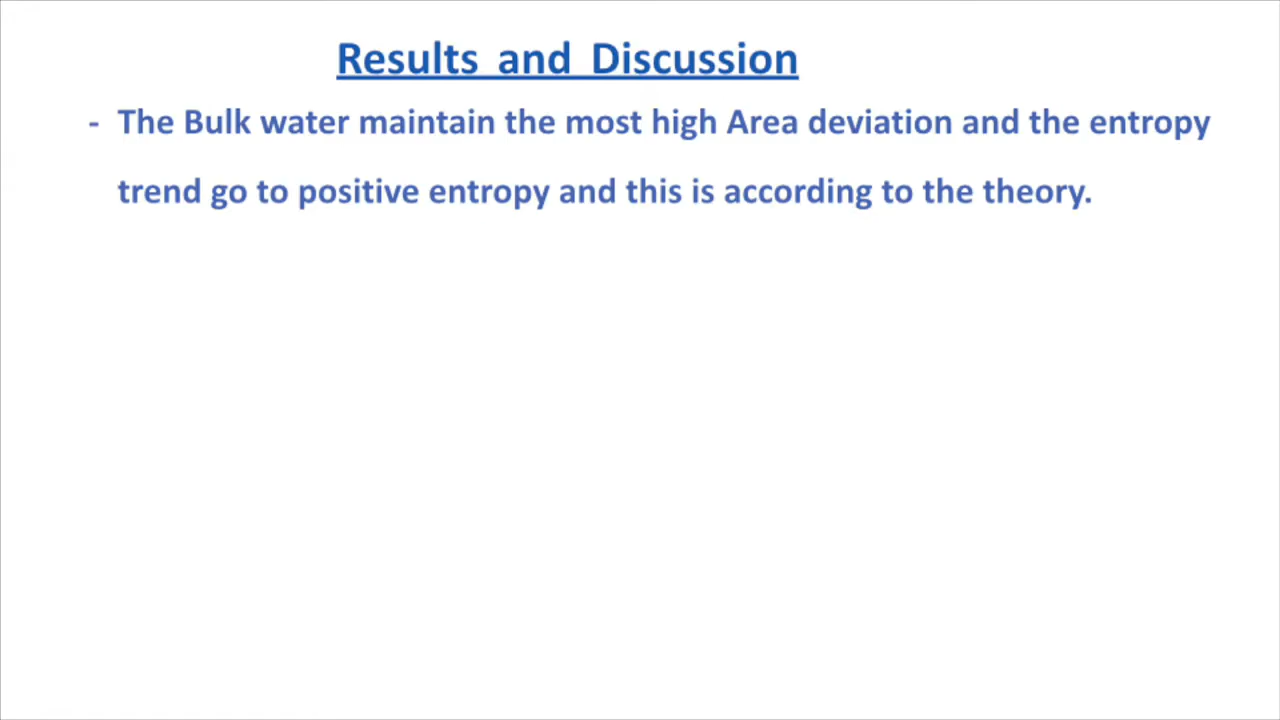 Results and Discussion
- The Bulk water maintain the most high Area deviation and the entropy
trend go to positive entropy and this is according to the theory.